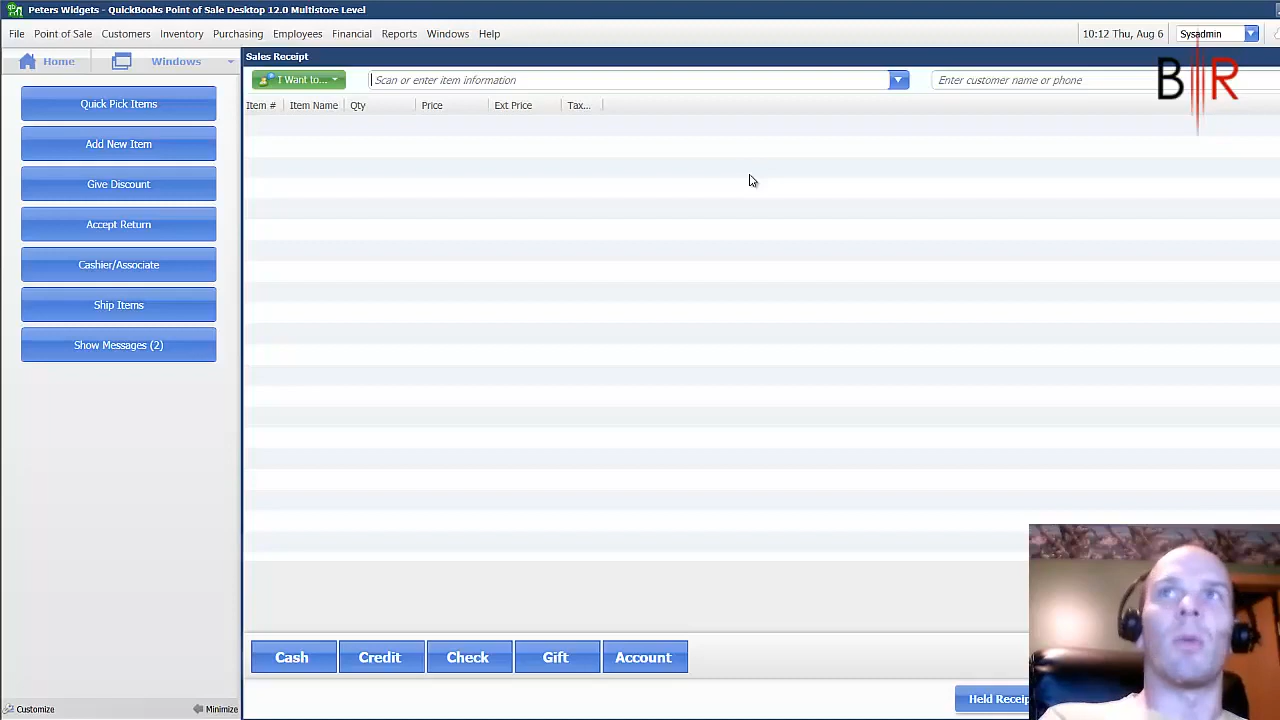 Peters Widgets - QuickBooks Point of Sale Desktop 12.0 Multistore Level
File Point of Sale Customers Inventory Purchasing Employees Financial Reports Windows Help 10:12 Thu, Aug 6 Sysadmin
Home Windows
Sales Receipt
I Want to... Scan or enter item information Enter customer name or phone
B R
Item # Item Name Qty Price Ext Price Tax...
Quick Pick Items
Add New Item
Give Discount
Accept Return
Cashier/Associate
Ship Items
Show Messages (2)
Cash Credit Check Gift Account
Held Receip
Customize Minimize